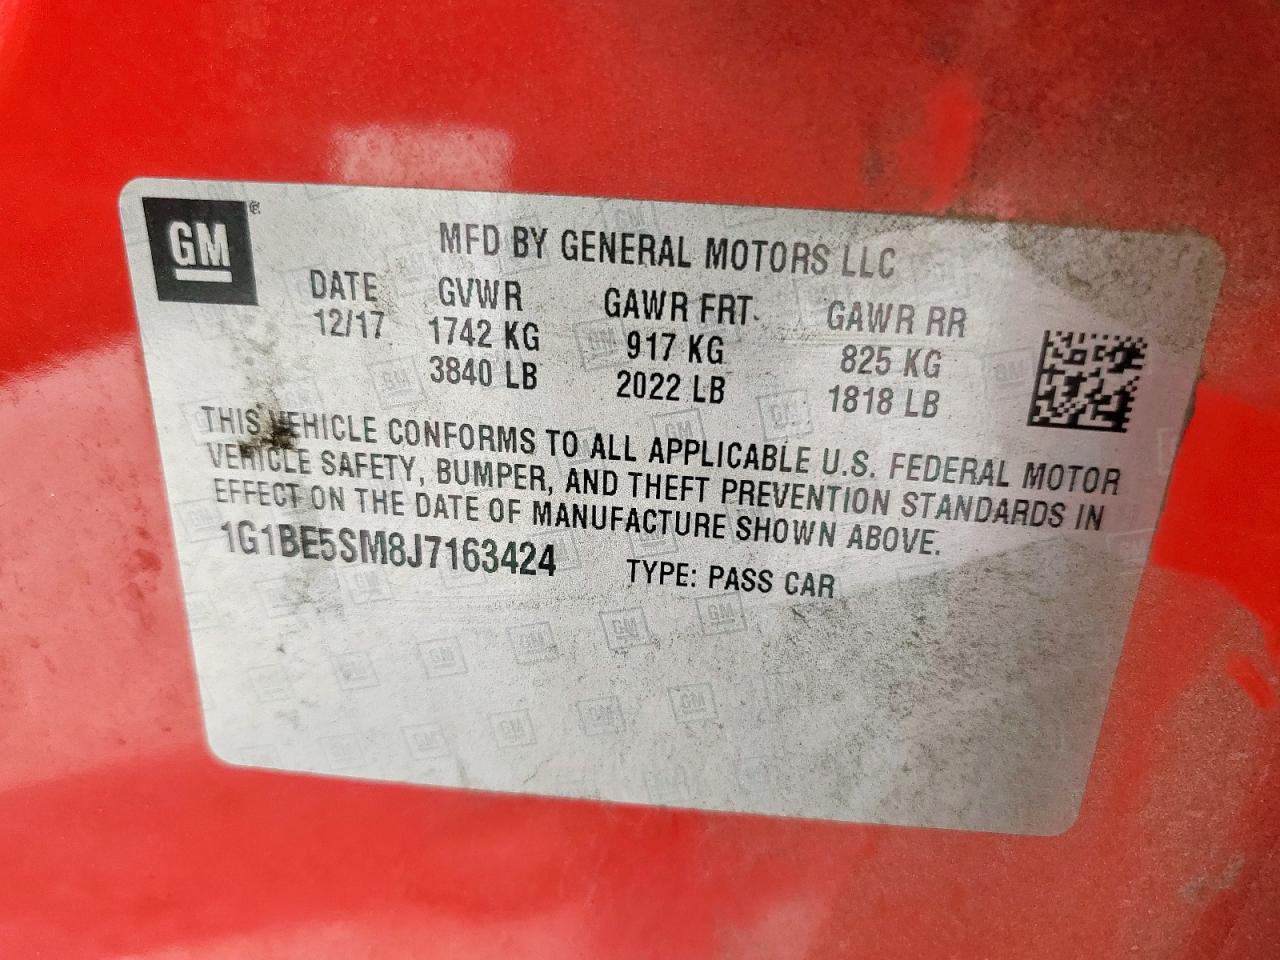 GM
MFD BY GENERAL MOTORS LLC
DATE GVWR GAWR FRT. GAWR RR
12/17 1742 KG 917 KG 825 KG
3840 LB 2022 LB 1818 LB
THIS VEHICLE CONFORMS TO ALL APPLICABLE U.S. FEDERAL MOTOR
VEHICLE SAFETY, BUMPER, AND THEFT PREVENTION STANDARDS IN
EFFECT ON THE DATE OF MANUFACTURE SHOWN ABOVE.
1G1BE5SM8J7163424 TYPE: PASS CAR